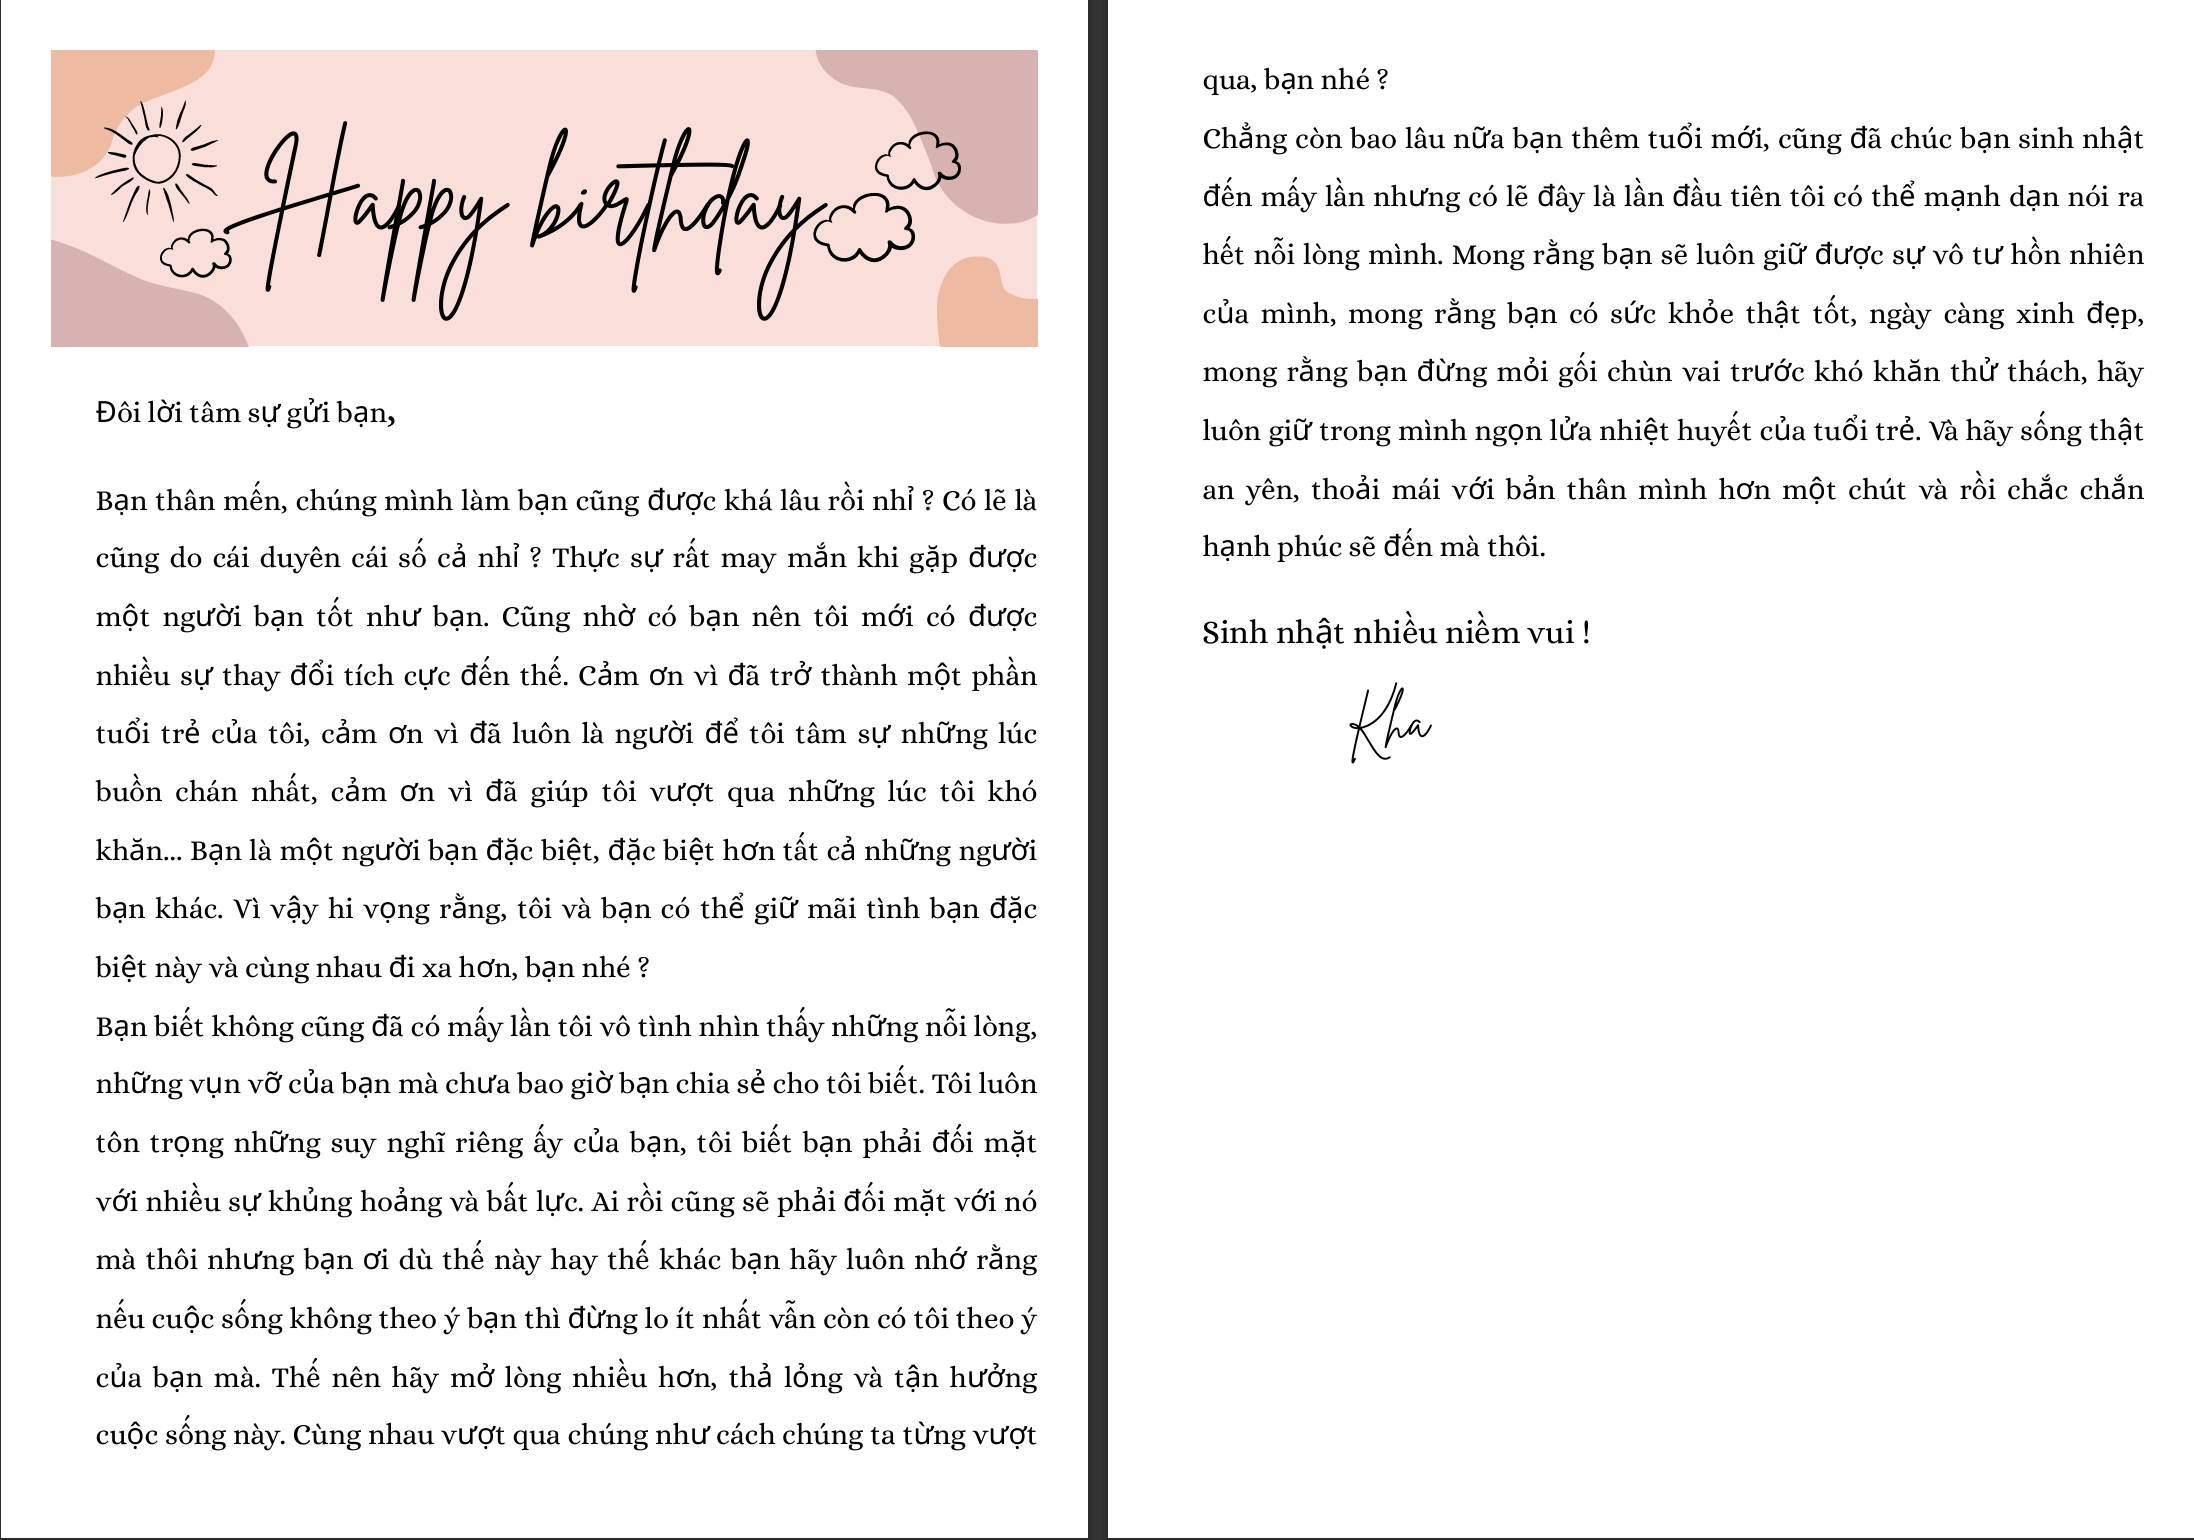 Happy birthday
Đôi lời tâm sự gửi bạn,
Bạn thân mến, chúng mình làm bạn cũng được khá lâu rồi nhỉ ? Có lẽ là
cũng do cái duyên cái số cả nhỉ ? Thực sự rất may mắn khi gặp được
một người bạn tốt như bạn. Cũng nhờ có bạn nên tôi mới có được
nhiều sự thay đổi tích cực đến thế. Cảm ơn vì đã trở thành một phần
tuổi trẻ của tôi, cảm ơn vì đã luôn là người để tôi tâm sự những lúc
buồn chán nhất, cảm ơn vì đã giúp tôi vượt qua những lúc tôi khó
khăn... Bạn là một người bạn đặc biệt, đặc biệt hơn tất cả những người
bạn khác. Vì vậy hi vọng rằng, tôi và bạn có thể giữ mãi tình bạn đặc
biệt này và cùng nhau đi xa hơn, bạn nhé ?
Bạn biết không cũng đã có mấy lần tôi vô tình nhìn thấy những nỗi lòng,
những vụn vỡ của bạn mà chưa bao giờ bạn chia sẻ cho tôi biết. Tôi luôn
tôn trọng những suy nghĩ riêng ấy của bạn, tôi biết bạn phải đối mặt
với nhiều sự khủng hoảng và bất lực. Ai rồi cũng sẽ phải đối mặt với nó
mà thôi nhưng bạn ơi dù thế này hay thế khác bạn hãy luôn nhớ rằng
nếu cuộc sống không theo ý bạn thì đừng lo ít nhất vẫn còn có tôi theo ý
của bạn mà. Thế nên hãy mở lòng nhiều hơn, thả lỏng và tận hưởng
cuộc sống này. Cùng nhau vượt qua chúng như cách chúng ta từng vượt
qua, bạn nhé ?
Chẳng còn bao lâu nữa bạn thêm tuổi mới, cũng đã chúc bạn sinh nhật
đến mấy lần nhưng có lẽ đây là lần đầu tiên tôi có thể mạnh dạn nói ra
hết nỗi lòng mình. Mong rằng bạn sẽ luôn giữ được sự vô tư hồn nhiên
của mình, mong rằng bạn có sức khỏe thật tốt, ngày càng xinh đẹp,
mong rằng bạn đừng mỏi gối chùn vai trước khó khăn thử thách, hãy
luôn giữ trong mình ngọn lửa nhiệt huyết của tuổi trẻ. Và hãy sống thật
an yên, thoải mái với bản thân mình hơn một chút và rồi chắc chắn
hạnh phúc sẽ đến mà thôi.
Sinh nhật nhiều niềm vui !
Kha